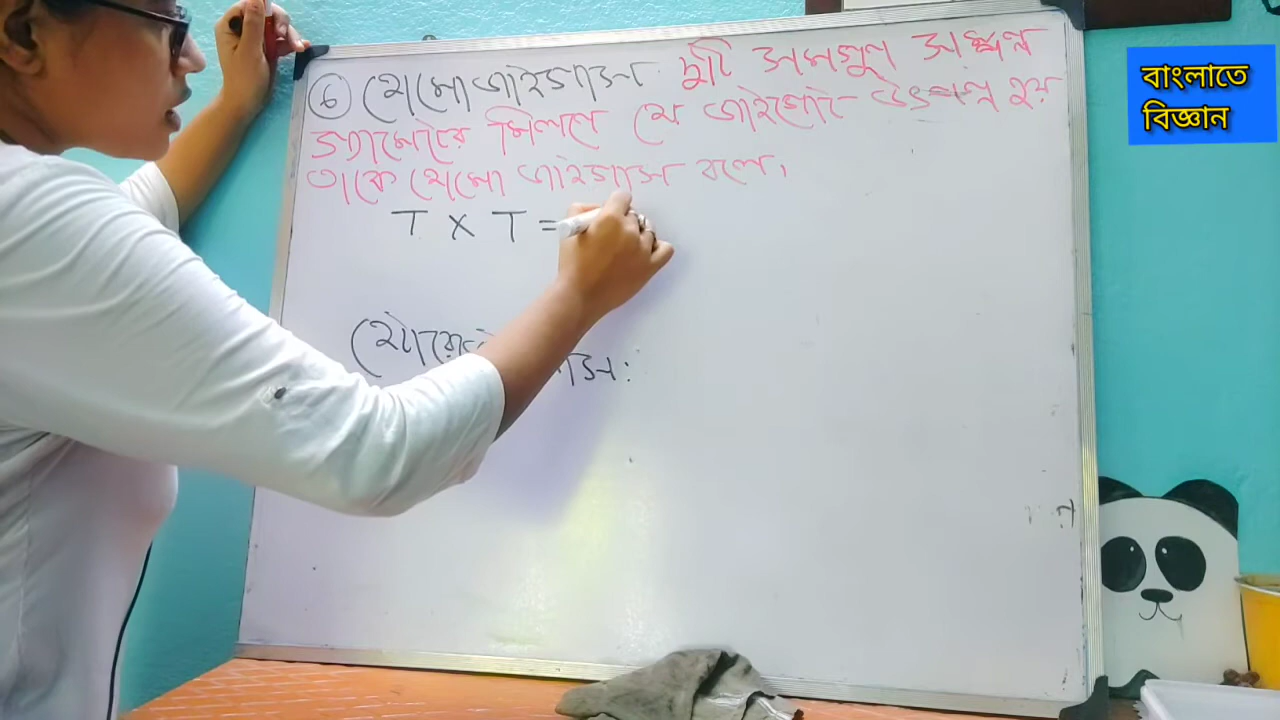 ৬ হোমোজাইগাস দুটি সমগুণ সম্পন্ন
গ্যামেটের মিলনে যে জাইগোট উৎপন্ন হয়
তাকে হোমো জাইগাস বলে।
T X T =
বাংলাতে
বিজ্ঞান